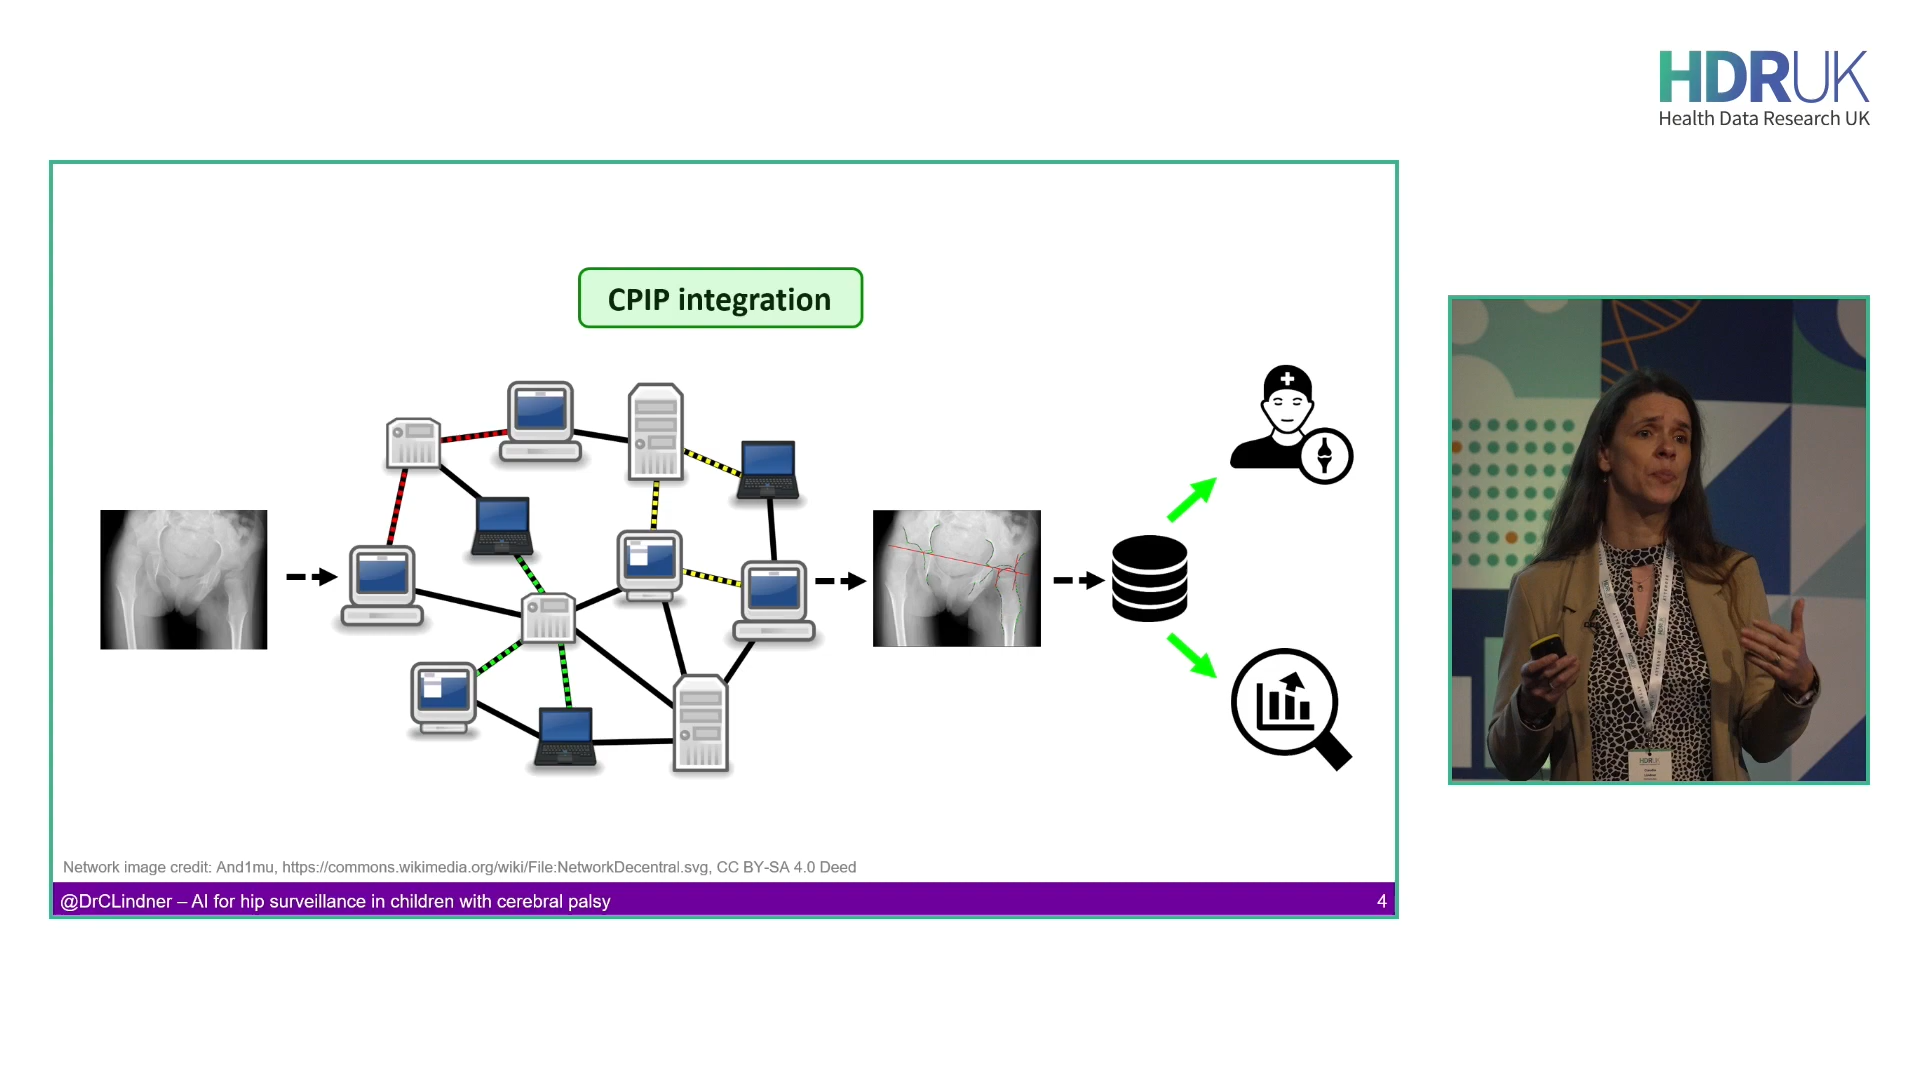 HDRUK
Health Data Research UK
CPIP integration
Network image credit: And1mu, https://commons.wikimedia.org/wiki/File:NetworkDecentral.svg, CC BY-SA 4.0 Deed
@DrCLindner – AI for hip surveillance in children with cerebral palsy
4
HDRUK